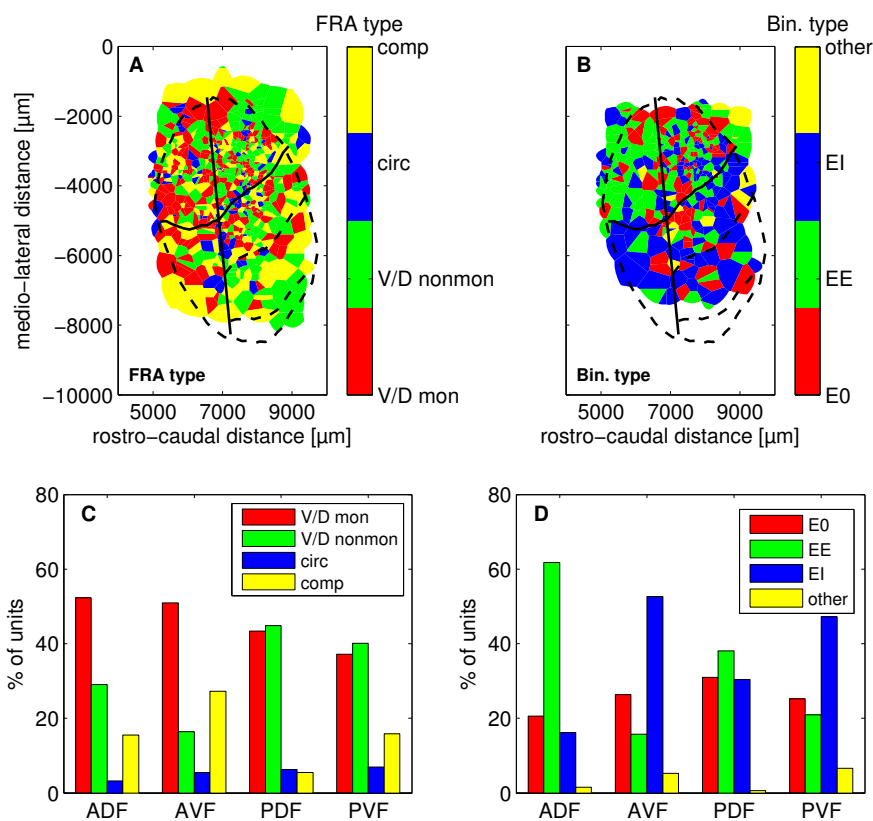 FRA type
comp
circ
V/D nonmon
V/D mon
A
FRA type
0
−2000
−4000
−6000
−8000
−10000
medio−lateral distance [µm]
5000 7000 9000
rostro−caudal distance [µm]
Bin. type
other
EI
EE
E0
B
Bin. type
5000 7000 9000
rostro−caudal distance [µm]
C
V/D mon
V/D nonmon
circ
comp
80
60
40
20
0
% of units
ADF AVF PDF PVF
D
E0
EE
EI
other
80
60
40
20
0
% of units
ADF AVF PDF PVF